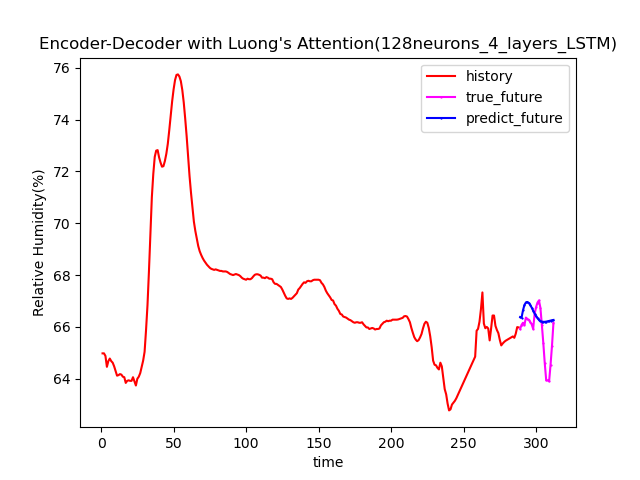 Encoder-Decoder with Luong's Attention(128neurons_4_layers_LSTM)
history
true_future
predict_future
Relative Humidity(%)
76
74
72
70
68
66
64
0 50 100 150 200 250 300
time